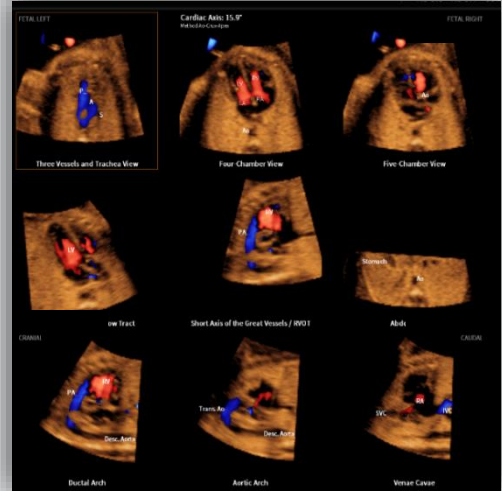 FETAL LEFT
Cardiac Axis: 15.9°
FETAL RIGHT
P
A
S
Ao
Ao
Three Vessels and Trachea View
Four-Chamber View
Five-Chamber View
LV
RV
PA
Stomach
Ao
ow Tract
Short Axis of the Great Vessels / RVOT
Abdc
CRANIAL
CAUDAL
PA
RV
Desc. Aorta
Trans. Ao
Desc. Aorta
SVC
RA
IVC
Ductal Arch
Aortic Arch
Venae Cavae